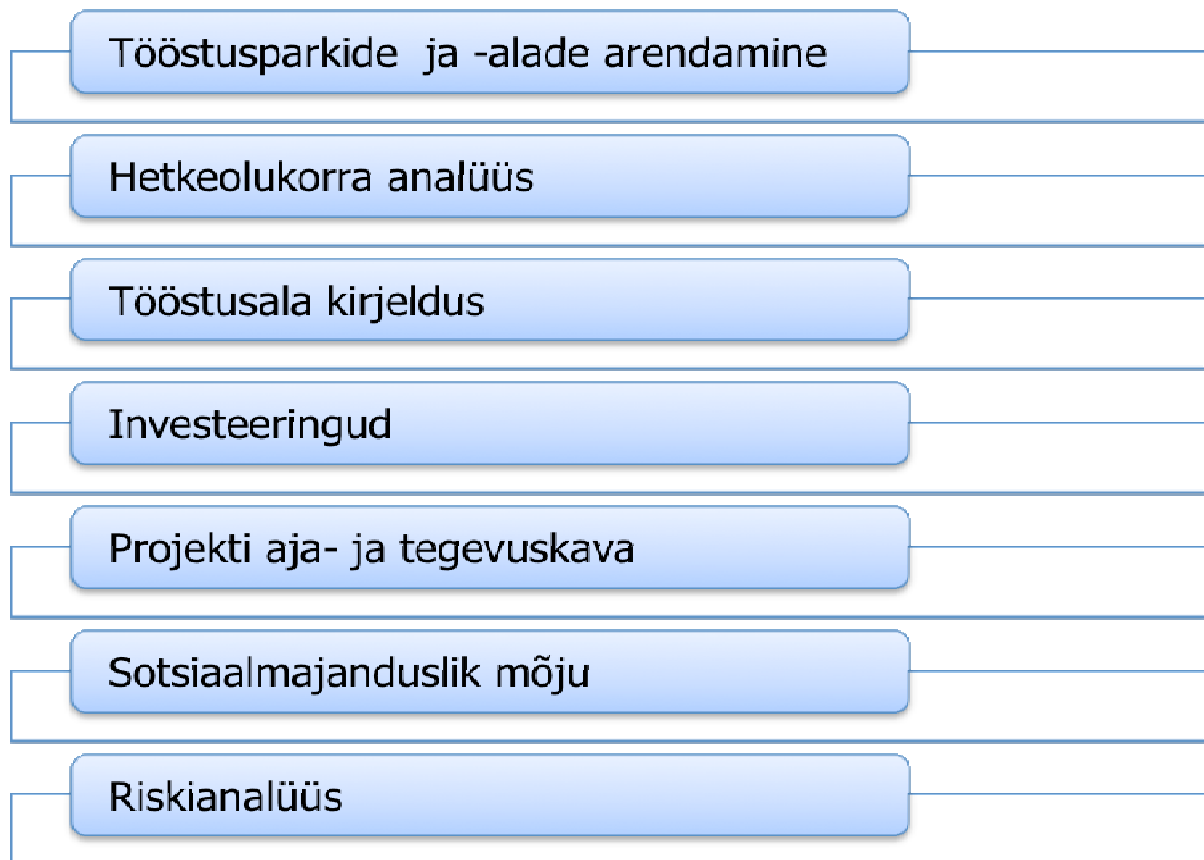 Tööstusparkide ja -alade arendamine
Hetkeolukorra analüüs
Tööstusala kirjeldus
Investeeringud
Projekti aja- ja tegevuskava
Sotsiaalmajanduslik mõju
Riskianalüüs